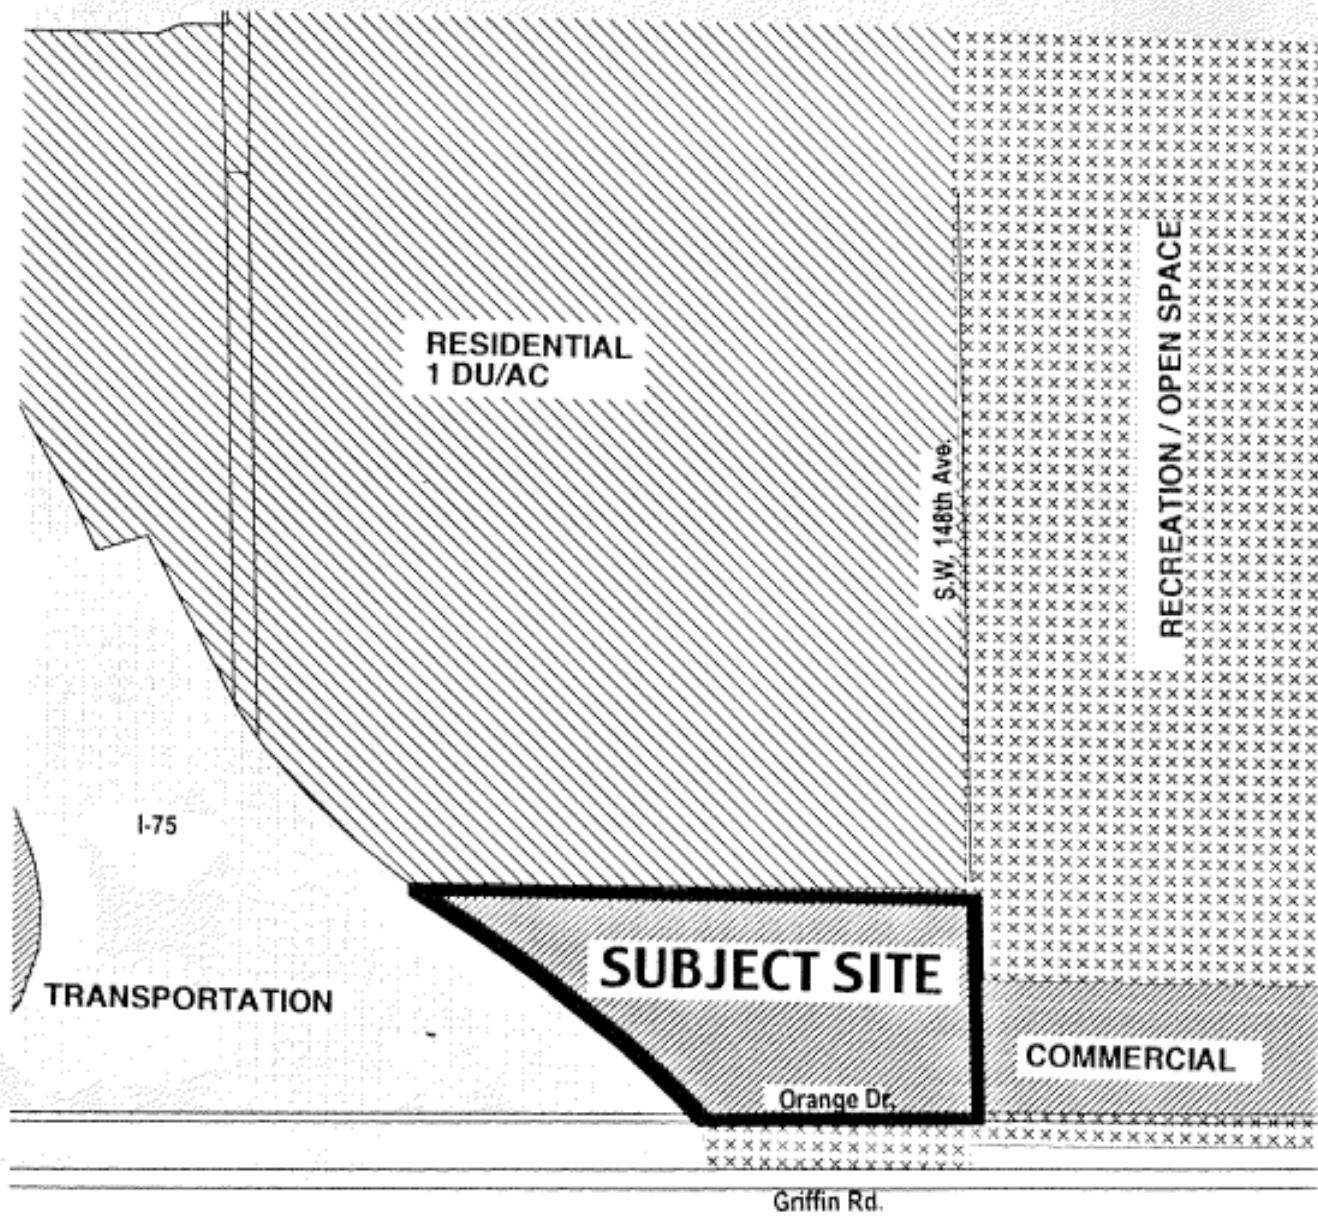 RESIDENTIAL
1 DU/AC
RECREATION / OPEN SPACE
S.W. 148th Ave.
I-75
SUBJECT SITE
TRANSPORTATION
COMMERCIAL
Orange Dr.
Griffin Rd.